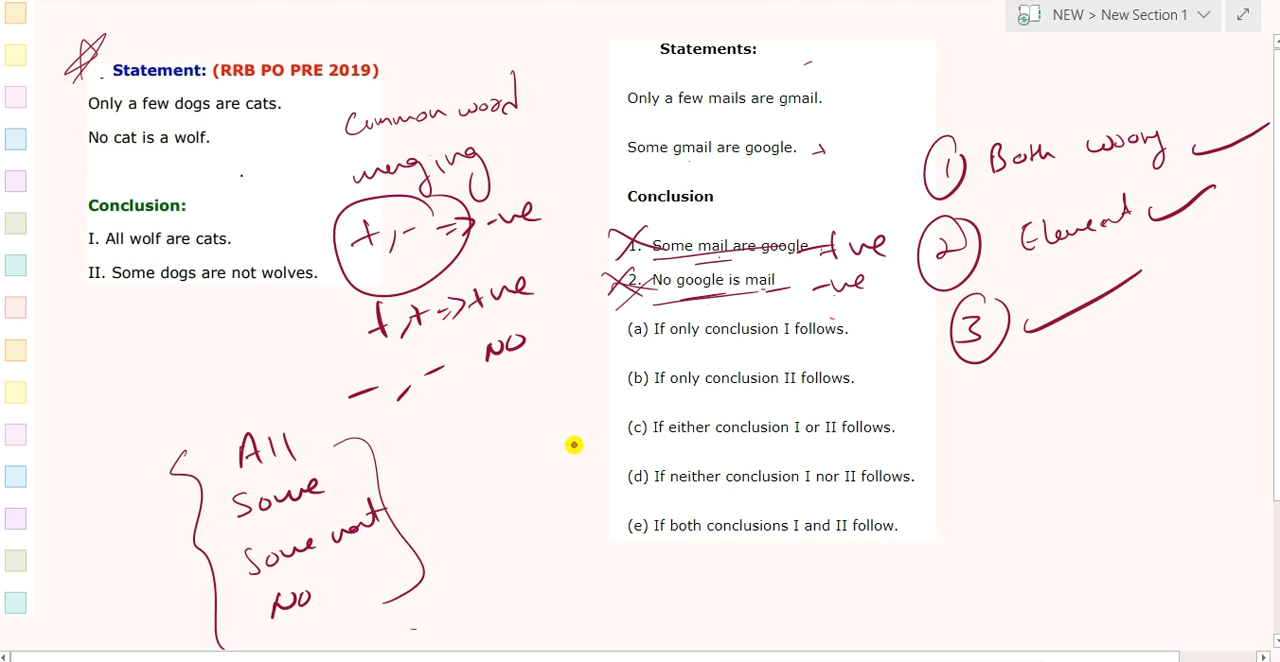 NEW > New Section 1
Statement: (RRB PO PRE 2019)
Only a few dogs are cats.
No cat is a wolf.
Conclusion:
I. All wolf are cats.
II. Some dogs are not wolves.
Common word
merging
+, - => -ve
+, + => +ve
-, - NO
All
Some
Some not
NO
Statements:
Only a few mails are gmail.
Some gmail are google.
Conclusion
1. Some mail are google +ve
2. No google is mail -ve
(a) If only conclusion I follows.
(b) If only conclusion II follows.
(c) If either conclusion I or II follows.
(d) If neither conclusion I nor II follows.
(e) If both conclusions I and II follow.
1 Both wrong
2 Element
3